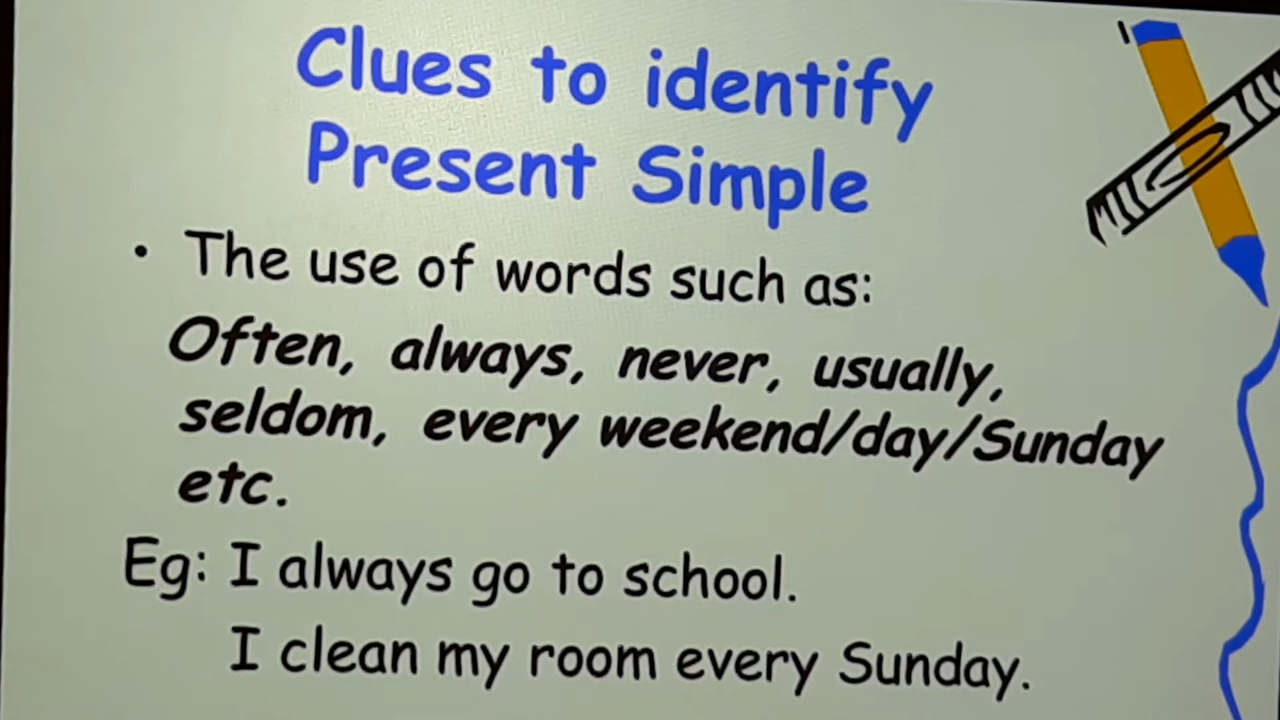 Clues to identify
Present Simple
• The use of words such as:
Often, always, never, usually,
seldom, every weekend/day/Sunday
etc.
Eg: I always go to school.
I clean my room every Sunday.